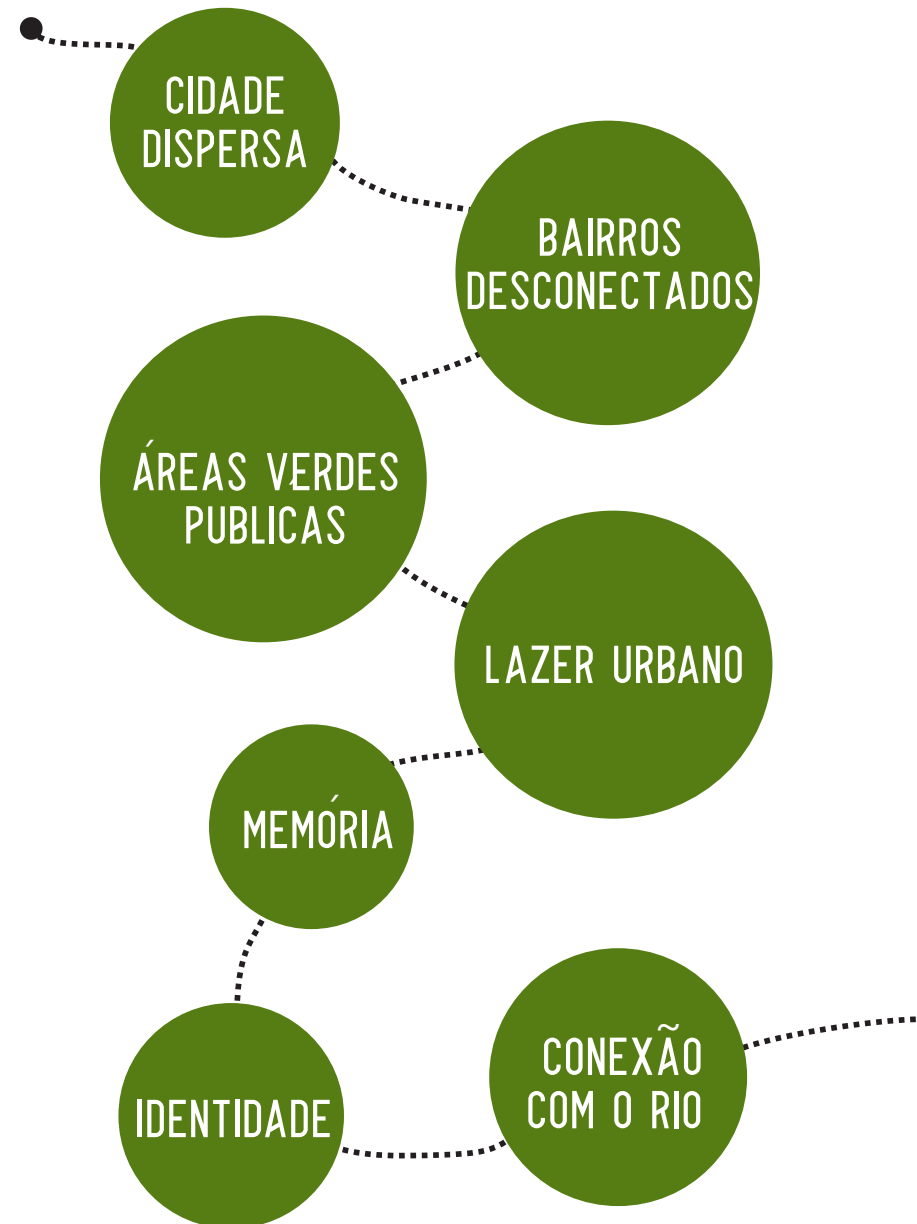 CIDADE
DISPERSA
BAIRROS
DESCONECTADOS
ÁREAS VERDES
PUBLICAS
LAZER URBANO
MEMÓRIA
IDENTIDADE
CONEXÃO
COM O RIO